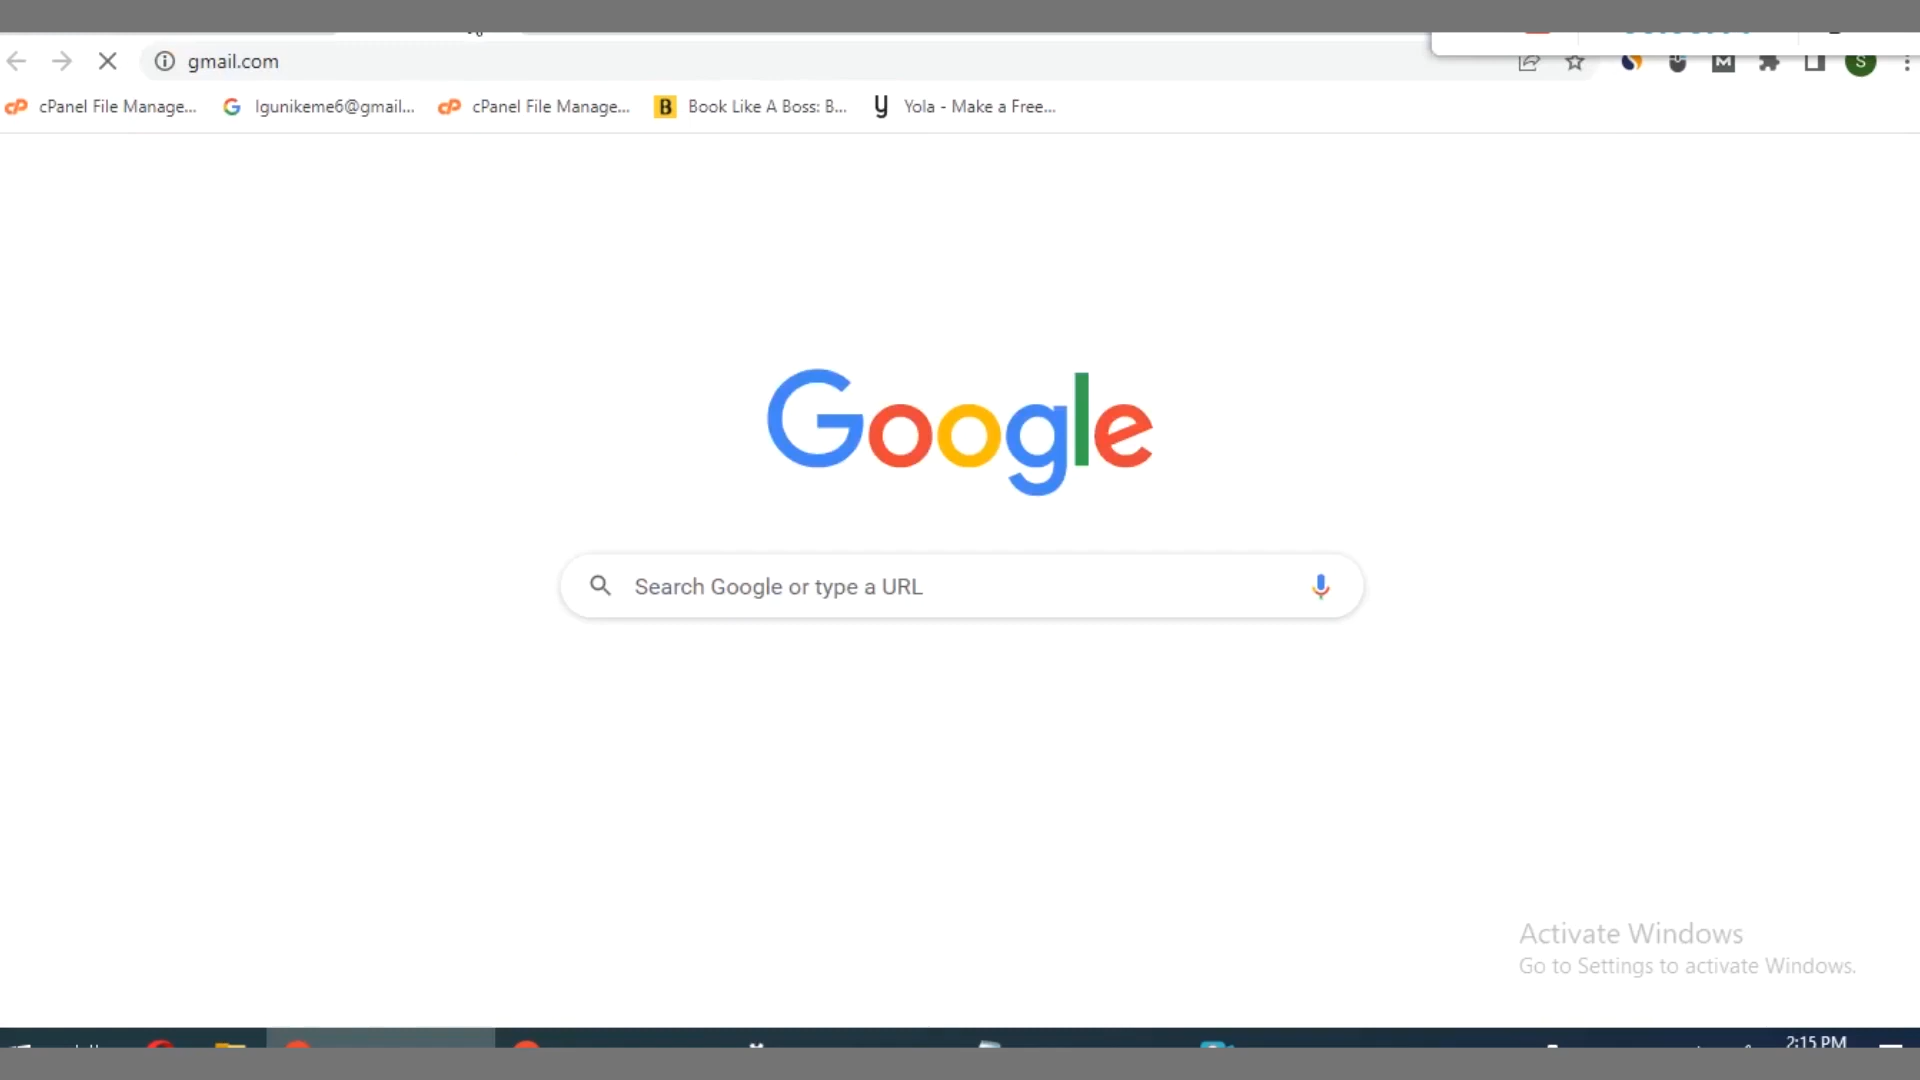 gmail.com
S
cPanel File Manage...
lgunikeme6@gmail...
cPanel File Manage...
B
Book Like A Boss: B...
y
Yola - Make a Free...
Google
Search Google or type a URL
Activate Windows
Go to Settings to activate Windows.
2:15 PM